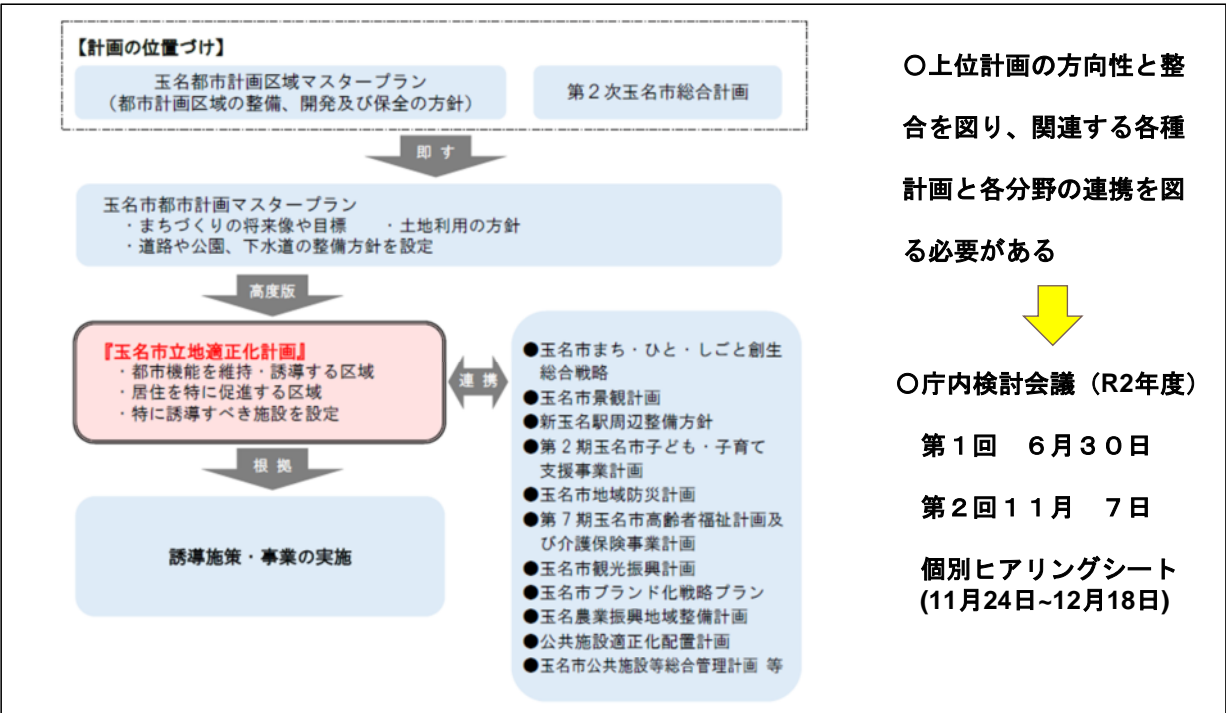 【計画の位置づけ】
玉名都市計画区域マスタープラン
（都市計画区域の整備、開発及び保全の方針）
第２次玉名市総合計画
即 す
玉名市都市計画マスタープラン
・まちづくりの将来像や目標　　・土地利用の方針
・道路や公園、下水道の整備方針を設定
高度版
『玉名市立地適正化計画』
・都市機能を維持・誘導する区域
・居住を特に促進する区域
・特に誘導すべき施設を設定
連 携
根 拠
誘導施策・事業の実施
●玉名市まち・ひと・しごと創生
総合戦略
●玉名市景観計画
●新玉名駅周辺整備方針
●第２期玉名市子ども・子育て
支援事業計画
●玉名市地域防災計画
●第７期玉名市高齢者福祉計画及
び介護保険事業計画
●玉名市観光振興計画
●玉名市ブランド化戦略プラン
●玉名農業振興地域整備計画
●公共施設適正化配置計画
●玉名市公共施設等総合管理計画 等
〇上位計画の方向性と整
合を図り、関連する各種
計画と各分野の連携を図
る必要がある
〇庁内検討会議（R2年度）
第１回　６月３０日
第２回１１月　７日
個別ヒアリングシート
(11月24日~12月18日)